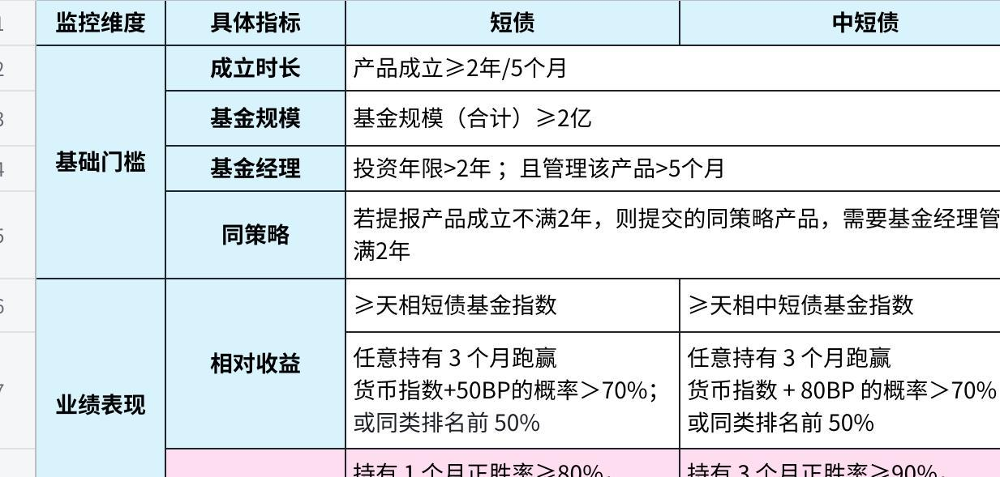 监控维度 具体指标 短债 中短债
2 成立时长 产品成立≥2年/5个月
基础门槛
3 基金规模 基金规模（合计）≥2亿
4 基金经理 投资年限>2年；且管理该产品>5个月
5 同策略 若提报产品成立不满2年，则提交的同策略产品，需要基金经理管
满2年
业绩表现
相对收益
6 ≥天相短债基金指数 ≥天相中短债基金指数
7 任意持有 3 个月跑赢
货币指数+50BP的概率＞70%；
或同类排名前 50%
任意持有 3 个月跑赢
货币指数 + 80BP 的概率＞70%
或同类排名前 50%
持有 1 个月正胜率≥80%， 持有 3 个月正胜率≥90%，